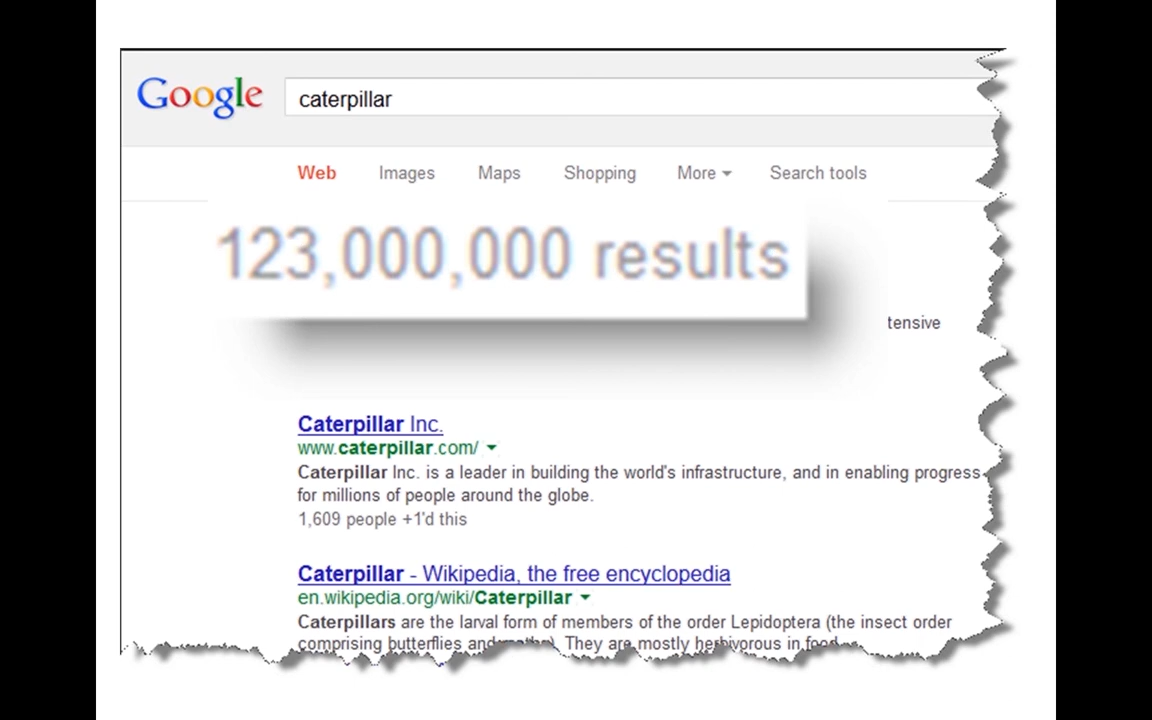 Google caterpillar
Web Images Maps Shopping More Search tools
123,000,000 results
tensive
Caterpillar Inc.
www.caterpillar.com/
Caterpillar Inc. is a leader in building the world's infrastructure, and in enabling progress
for millions of people around the globe.
1,609 people +1'd this
Caterpillar - Wikipedia, the free encyclopedia
en.wikipedia.org/wiki/Caterpillar
Caterpillars are the larval form of members of the order Lepidoptera (the insect order
comprising butterflies and moths). They are mostly herbivorous in food